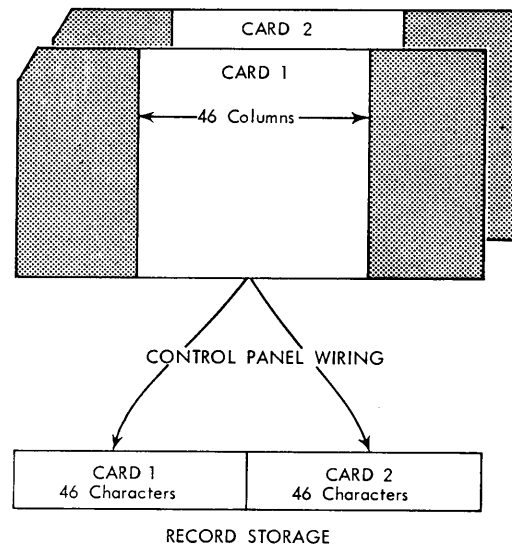 CARD 2
CARD 1
46 Columns
CONTROL PANEL WIRING
CARD 1
46 Characters
CARD 2
46 Characters
RECORD STORAGE